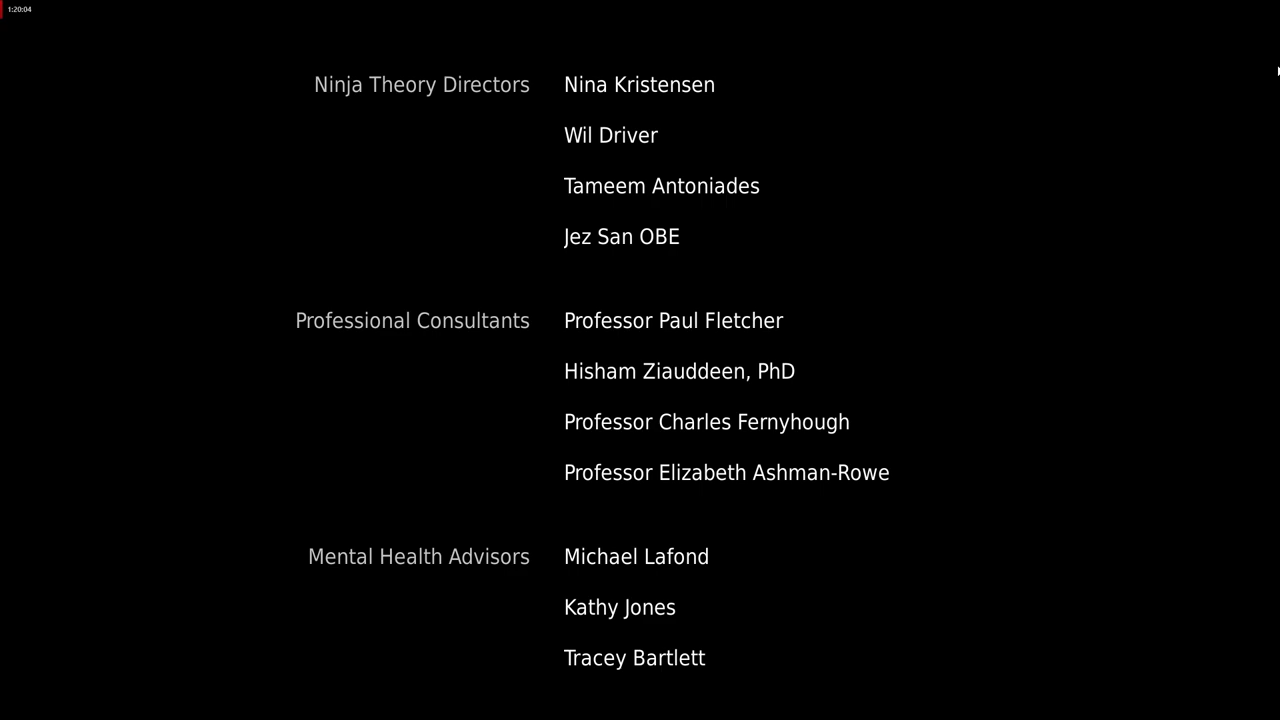 1:20:04
Ninja Theory Directors Nina Kristensen
Wil Driver
Tameem Antoniades
Jez San OBE
Professional Consultants Professor Paul Fletcher
Hisham Ziauddeen, PhD
Professor Charles Fernyhough
Professor Elizabeth Ashman-Rowe
Mental Health Advisors Michael Lafond
Kathy Jones
Tracey Bartlett